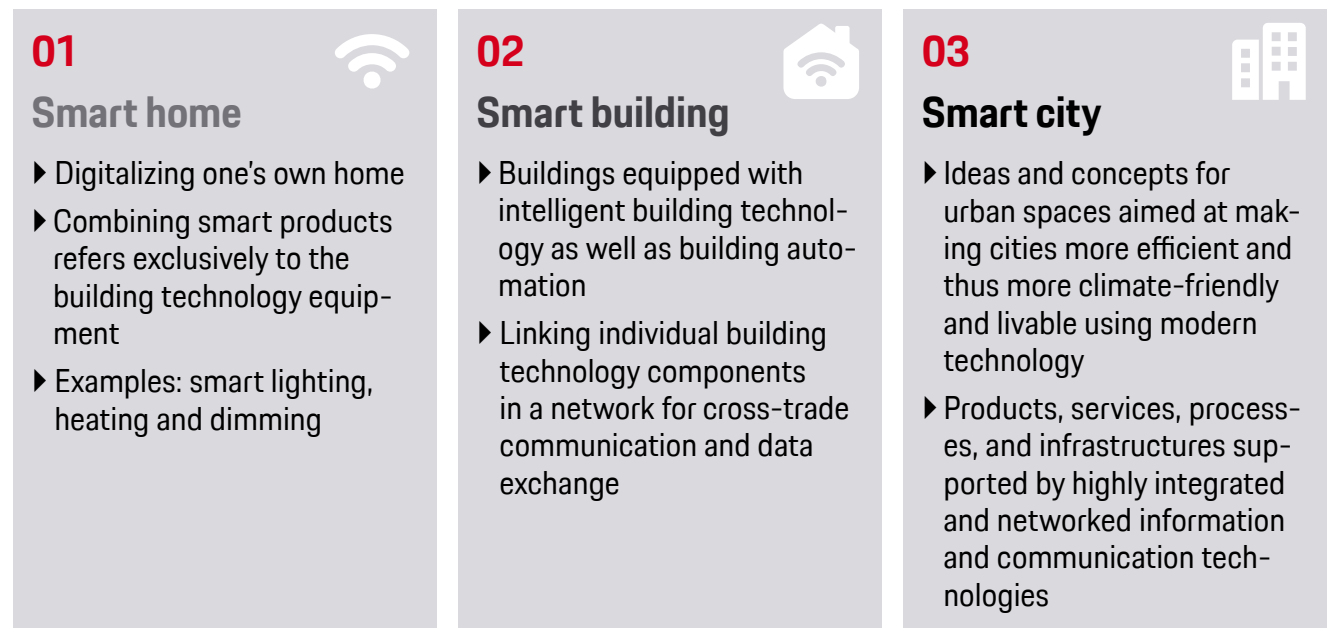 01
Smart home
Digitalizing one's own home
Combining smart products
refers exclusively to the
building technology equip-
ment
Examples: smart lighting,
heating and dimming
02
Smart building
Buildings equipped with
intelligent building technol-
ogy as well as building auto-
mation
Linking individual building
technology components
in a network for cross-trade
communication and data
exchange
03
Smart city
Ideas and concepts for
urban spaces aimed at mak-
ing cities more efficient and
thus more climate-friendly
and livable using modern
technology
Products, services, process-
es, and infrastructures sup-
ported by highly integrated
and networked information
and communication tech-
nologies